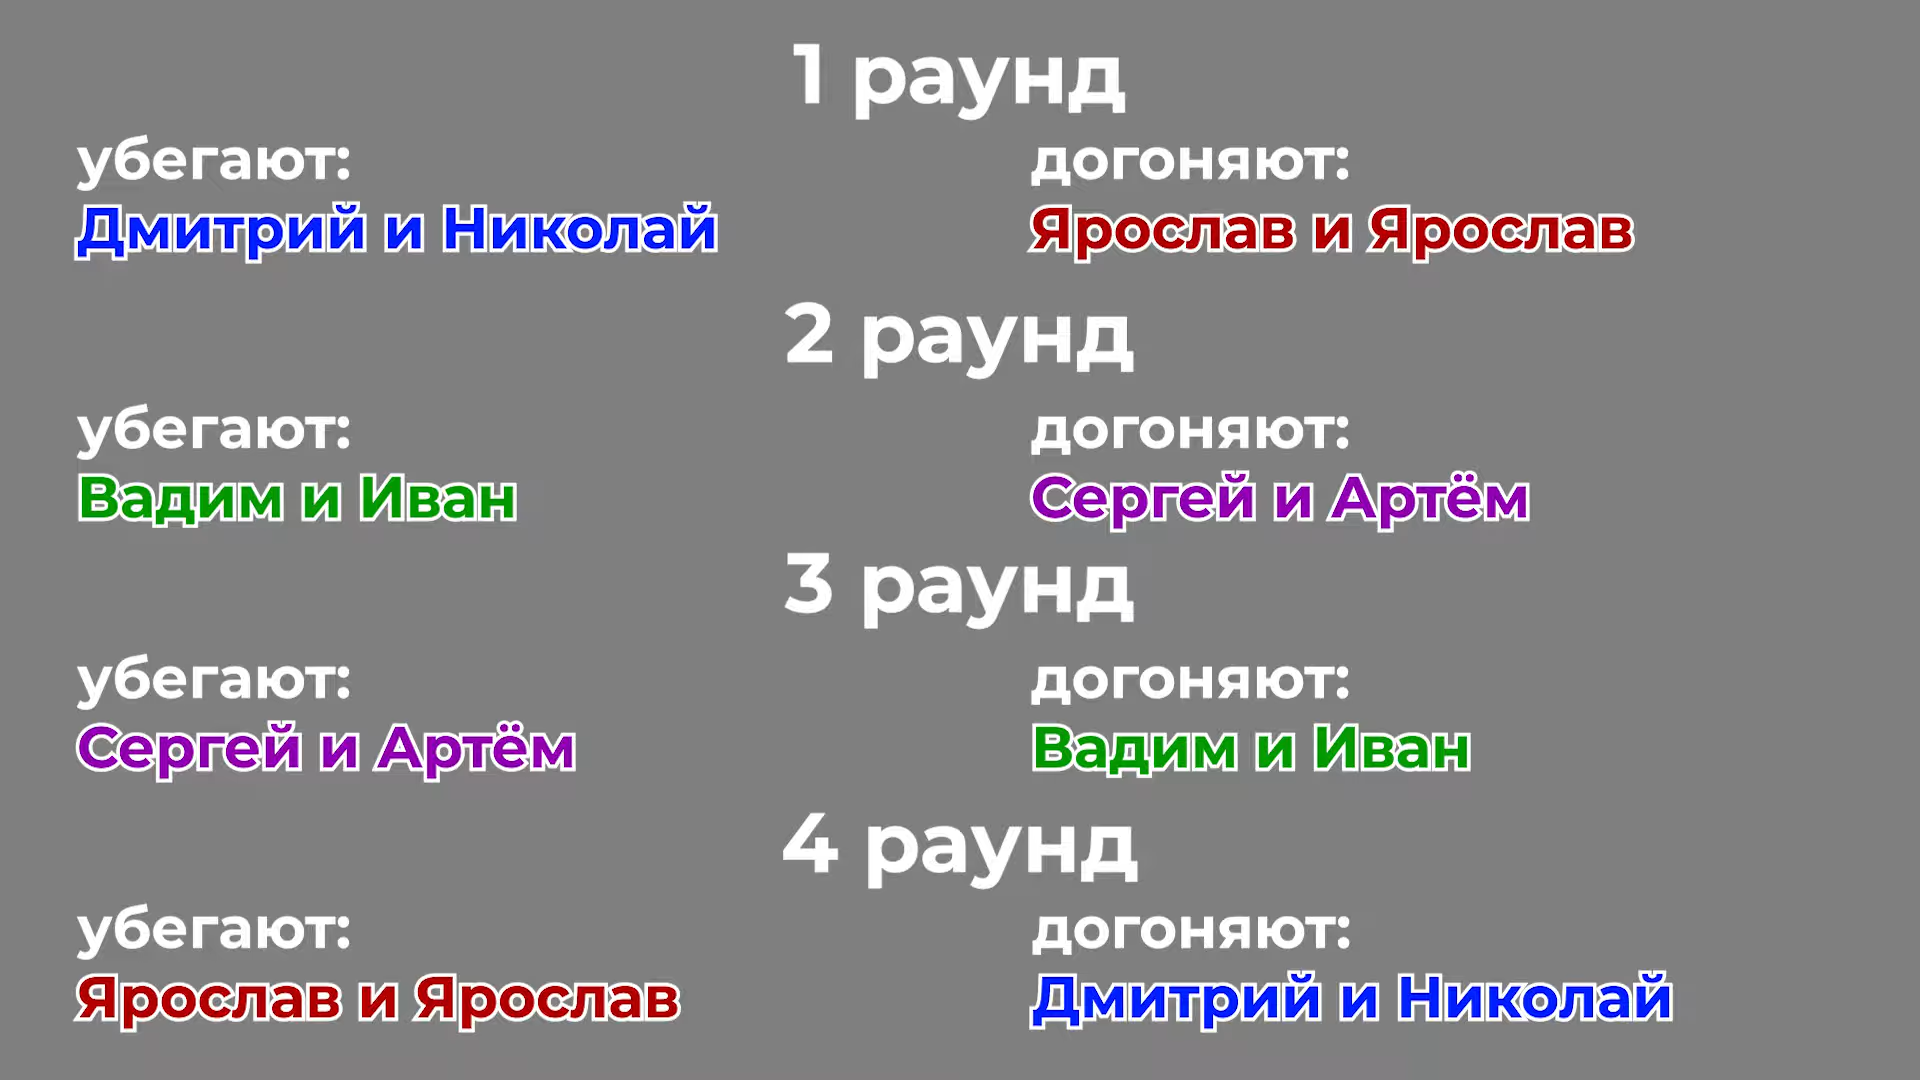 1 раунд
убегают:
догоняют:
Дмитрий и Николай
Ярослав и Ярослав
2 раунд
убегают:
догоняют:
Вадим и Иван
Сергей и Артём
3 раунд
убегают:
догоняют:
Сергей и Артём
Вадим и Иван
4 раунд
убегают:
догоняют:
Ярослав и Ярослав
Дмитрий и Николай